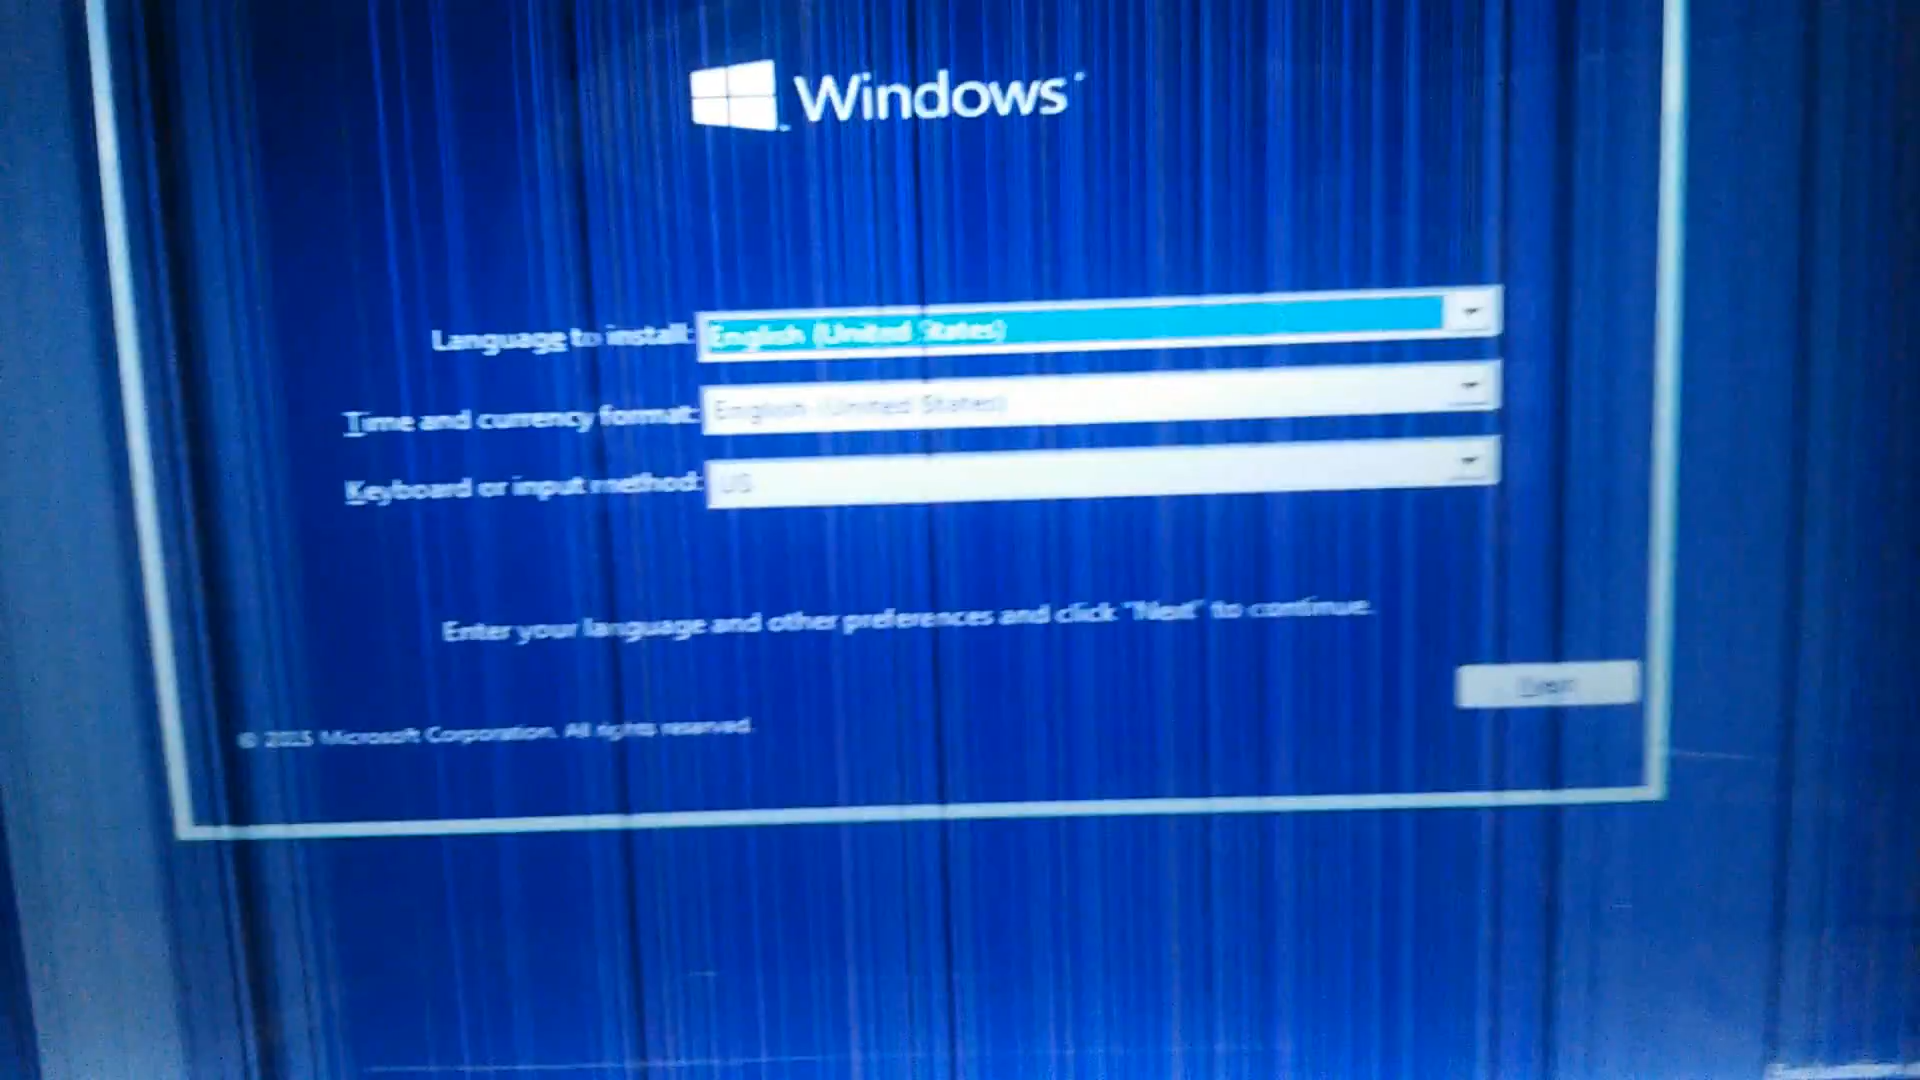 Windows
Language to install: English (United States)
Time and currency format: English (United States)
Keyboard or input method: US
Enter your language and other preferences and click "Next" to continue.
Next
© 2015 Microsoft Corporation. All rights reserved.